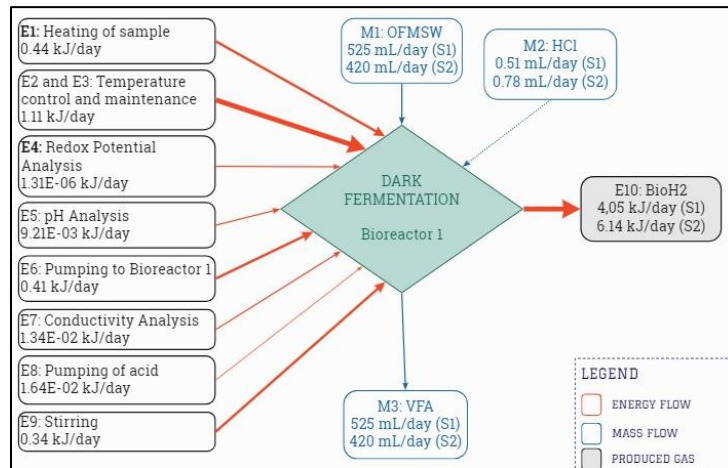 E1: Heating of sample
0.44 kJ/day
E2 and E3: Temperature
control and maintenance
1.11 kJ/day
E4: Redox Potential
Analysis
1.31E-06 kJ/day
E5: pH Analysis
9.21E-03 kJ/day
E6: Pumping to Bioreactor 1
0.41 kJ/day
E7: Conductivity Analysis
1.34E-02 kJ/day
E8: Pumping of acid
1.64E-02 kJ/day
E9: Stirring
0.34 kJ/day
M1: OFMSW
525 mL/day (S1)
420 mL/day (S2)
M2: HCl
0.51 mL/day (S1)
0.78 mL/day (S2)
DARK
FERMENTATION
Bioreactor 1
E10: BioH2
4,05 kJ/day (S1)
6.14 kJ/day (S2)
M3: VFA
525 mL/day (S1)
420 mL/day (S2)
LEGEND
ENERGY FLOW
MASS FLOW
PRODUCED GAS